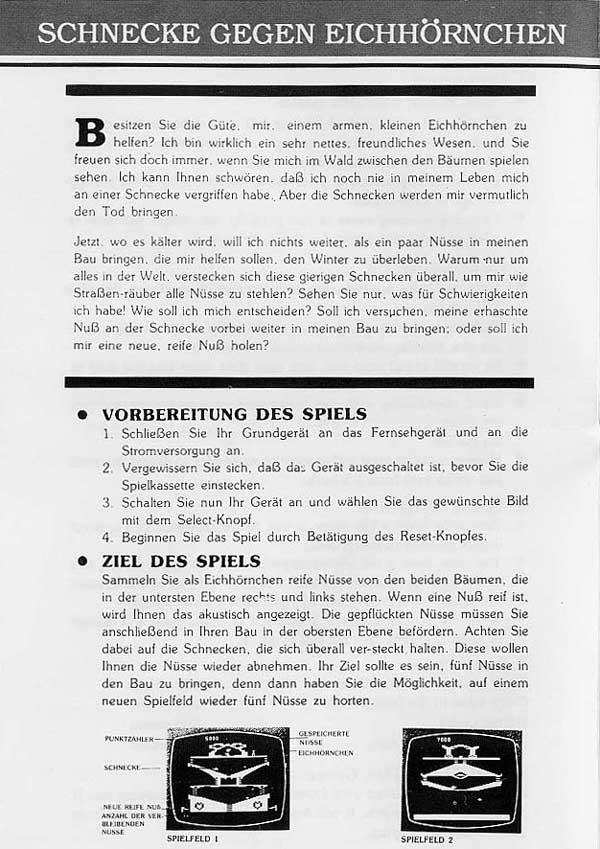 SCHNECKE GEGEN EICHHÖRNCHEN
Besitzen Sie die Güte, mir, einem armen, kleinen Eichhörnchen zu
helfen? Ich bin wirklich ein sehr nettes, freundliches Wesen, und Sie
freuen sich doch immer, wenn Sie mich im Wald zwischen den Bäumen spielen
sehen. Ich kann Ihnen schwören, daß ich noch nie in meinem Leben mich
an einer Schnecke vergriffen habe. Aber die Schnecken werden mir vermutlich
den Tod bringen.
Jetzt, wo es kälter wird, will ich nichts weiter, als ein paar Nüsse in meinen
Bau bringen, die mir helfen sollen, den Winter zu überleben. Warum nur um
alles in der Welt, verstecken sich diese gierigen Schnecken überall, um mir wie
Straßen-räuber alle Nüsse zu stehlen? Sehen Sie nur, was für Schwierigkeiten
ich habe! Wie soll ich mich entscheiden? Soll ich versuchen, meine erhaschte
Nuß an der Schnecke vorbei weiter in meinen Bau zu bringen; oder soll ich
mir eine neue, reife Nuß holen?
● VORBEREITUNG DES SPIELS
1. Schließen Sie Ihr Grundgerät an das Fernsehgerät und an die
Stromversorgung an.
2. Vergewissern Sie sich, daß das Gerät ausgeschaltet ist, bevor Sie die
Spielkassette einstecken.
3. Schalten Sie nun Ihr Gerät an und wählen Sie das gewünschte Bild
mit dem Select-Knopf.
4. Beginnen Sie das Spiel durch Betätigung des Reset-Knopfes.
● ZIEL DES SPIELS
Sammeln Sie als Eichhörnchen reife Nüsse von den beiden Bäumen, die
in der untersten Ebene rechts und links stehen. Wenn eine Nuß reif ist,
wird Ihnen das akustisch angezeigt. Die gepflückten Nüsse müssen Sie
anschließend in Ihren Bau in der obersten Ebene befördern. Achten Sie
dabei auf die Schnecken, die sich überall ver-steckt halten. Diese wollen
Ihnen die Nüsse wieder abnehmen. Ihr Ziel sollte es sein, fünf Nüsse in
den Bau zu bringen, denn dann haben Sie die Möglichkeit, auf einem
neuen Spielfeld wieder fünf Nüsse zu horten.
PUNKTZÄHLER
SCHNECKE
NEUE REIFE NUß
ANZAHL DER VER-
BLEIBENDEN
NÜSSE
GESPEICHERTE
NÜSSE
EICHHÖRNCHEN
SPIELFELD 1
SPIELFELD 2